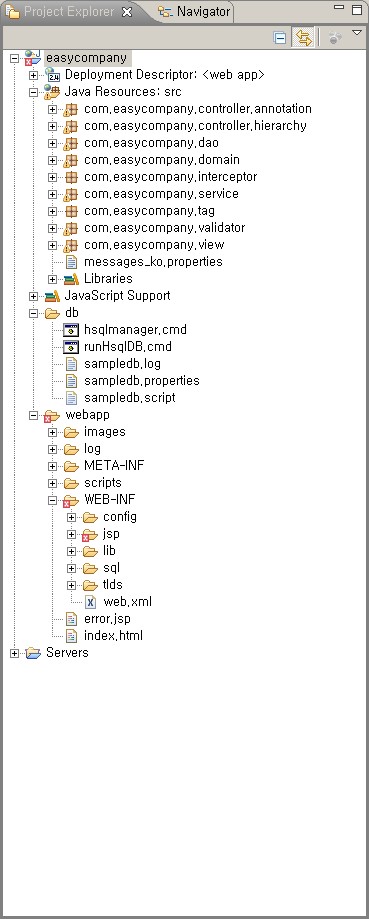 Project Explorer
Navigator
easycompany
Deployment Descriptor: <web app>
Java Resources: src
com.easycompany.controller.annotation
com.easycompany.controller.hierarchy
com.easycompany.dao
com.easycompany.domain
com.easycompany.interceptor
com.easycompany.service
com.easycompany.tag
com.easycompany.validator
com.easycompany.view
messages_ko.properties
Libraries
JavaScript Support
db
hsqlmanager.cmd
runHsqlDB.cmd
sampledb.log
sampledb.properties
sampledb.script
webapp
images
log
META-INF
scripts
WEB-INF
config
jsp
lib
sql
tlds
web.xml
error.jsp
index.html
Servers